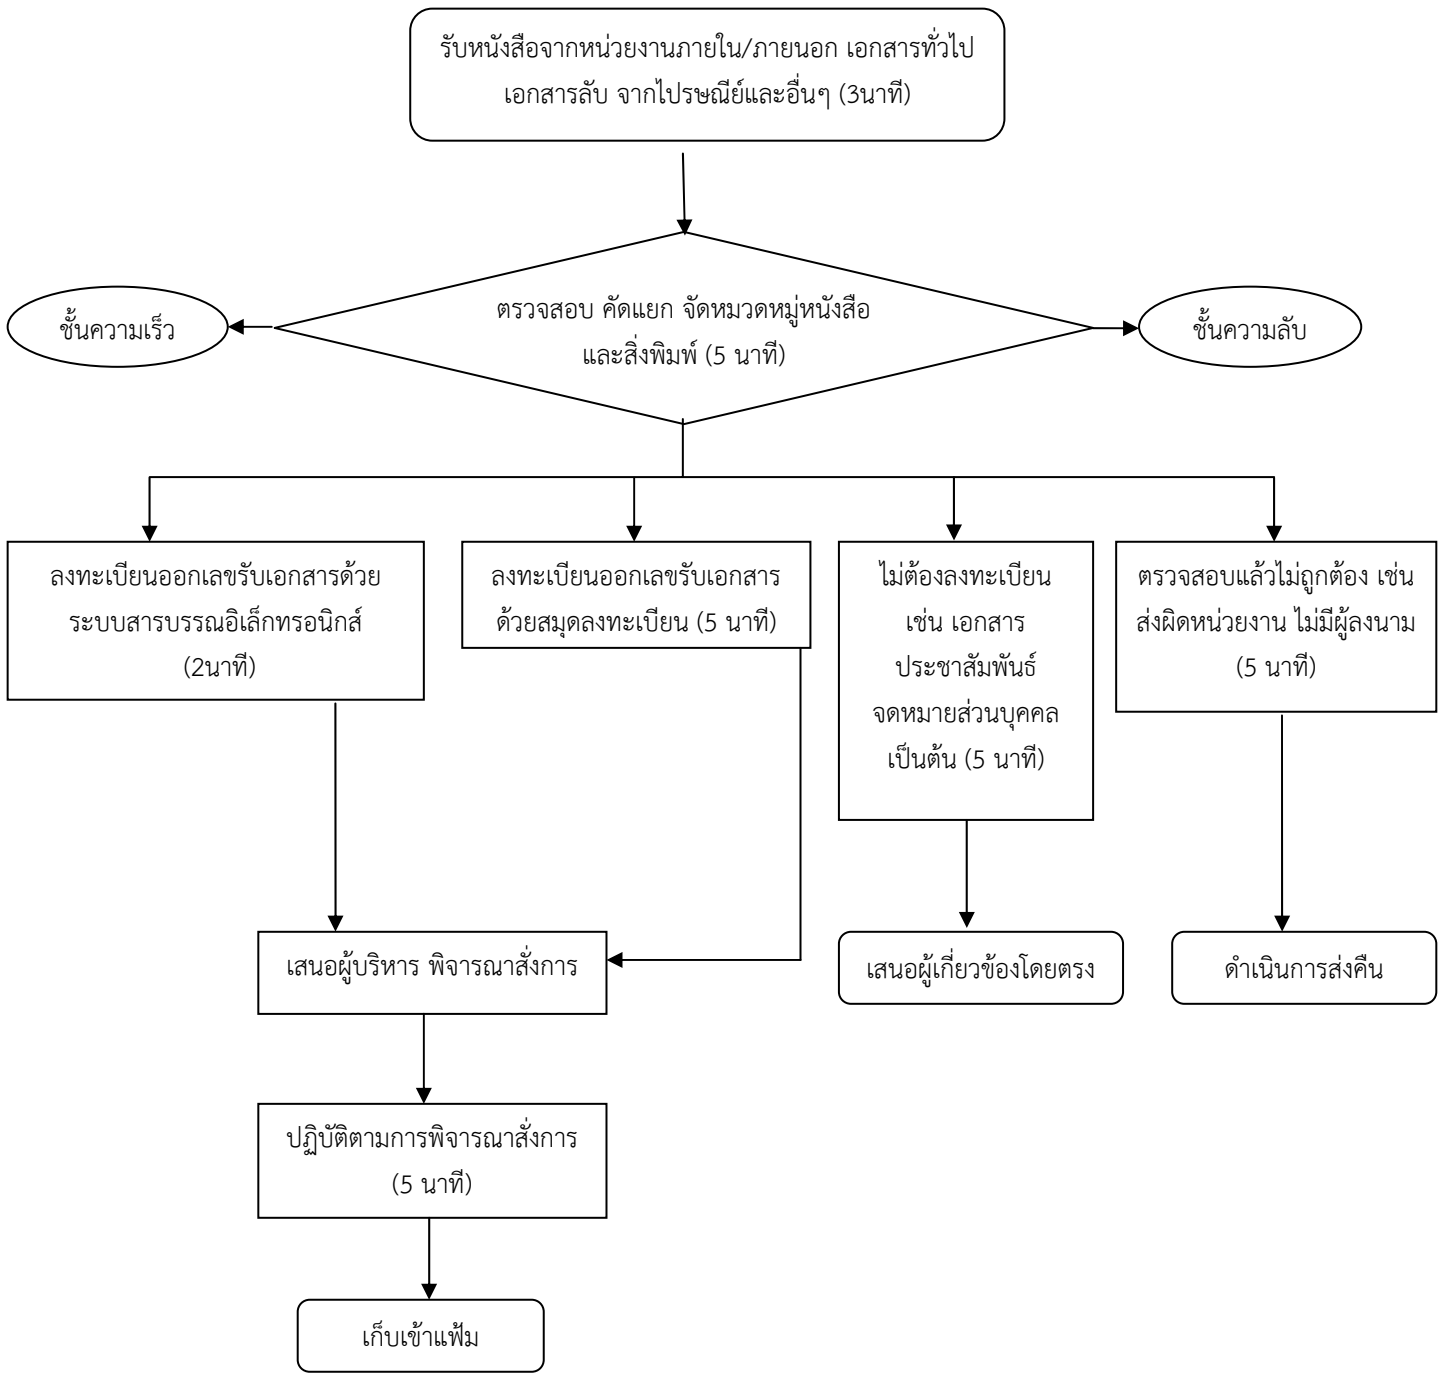 รับหนังสือจากหน่วยงานภายใน/ภายนอก เอกสารทั่วไป
เอกสารลับ จากไปรษณีย์และอื่นๆ (3นาที)
ชั้นความเร็ว
ตรวจสอบ คัดแยก จัดหมวดหมู่หนังสือ
และสิ่งพิมพ์ (5 นาที)
ชั้นความลับ
ลงทะเบียนออกเลขรับเอกสารด้วย
ระบบสารบรรณอิเล็กทรอนิกส์
(2นาที)
ลงทะเบียนออกเลขรับเอกสาร
ด้วยสมุดลงทะเบียน (5 นาที)
ไม่ต้องลงทะเบียน
เช่น เอกสาร
ประชาสัมพันธ์
จดหมายส่วนบุคคล
เป็นต้น (5 นาที)
ตรวจสอบแล้วไม่ถูกต้อง เช่น
ส่งผิดหน่วยงาน ไม่มีผู้ลงนาม
(5 นาที)
เสนอผู้บริหาร พิจารณาสั่งการ
เสนอผู้เกี่ยวข้องโดยตรง
ดำเนินการส่งคืน
ปฏิบัติตามการพิจารณาสั่งการ
(5 นาที)
เก็บเข้าแฟ้ม